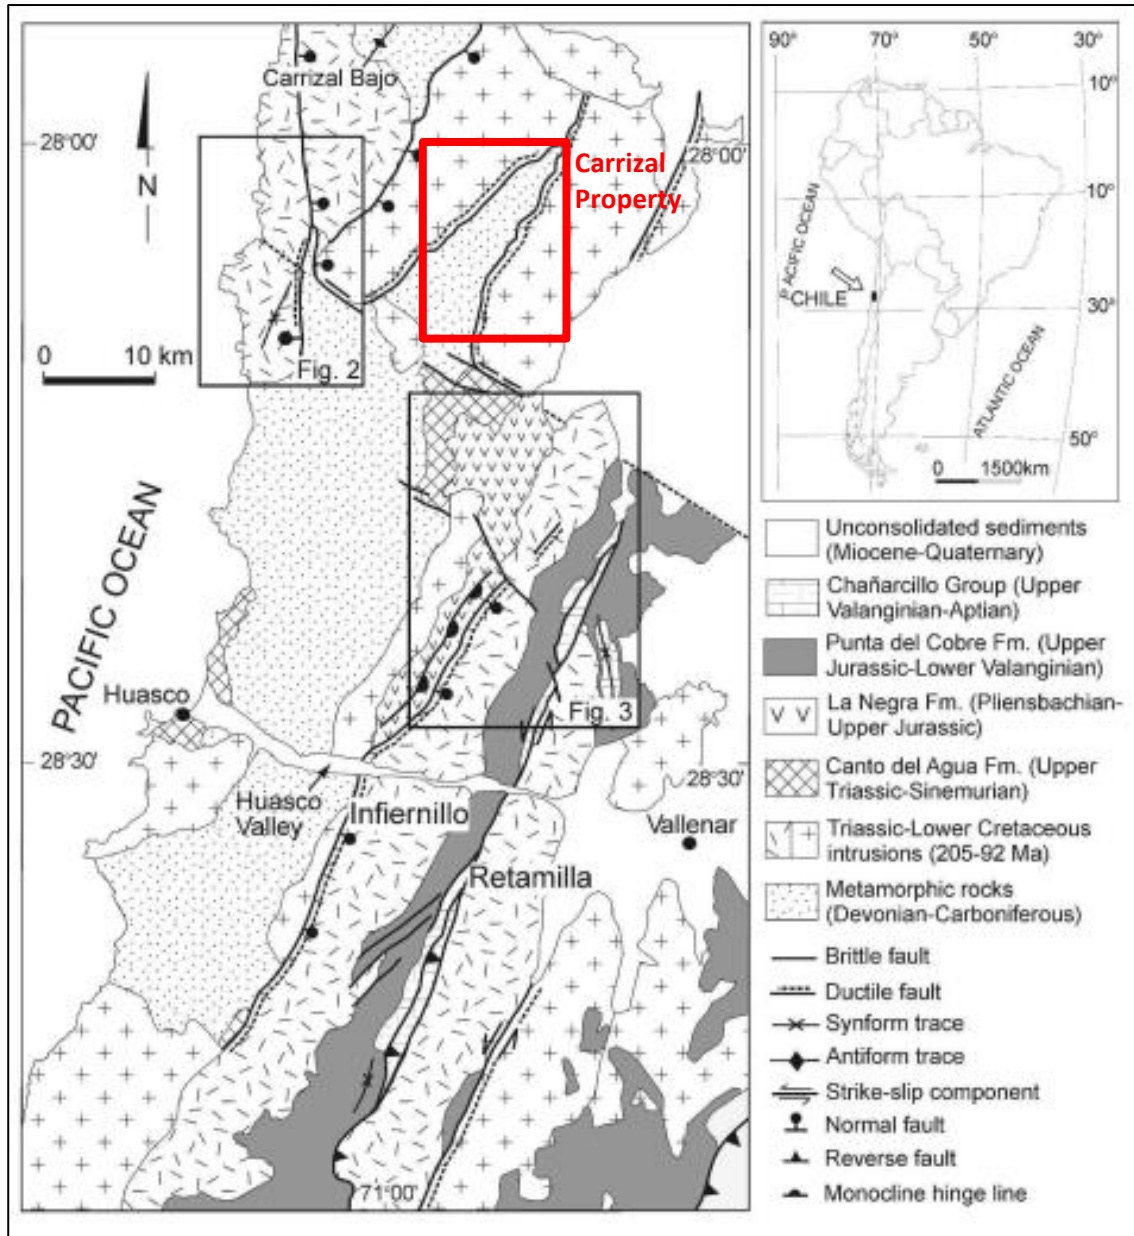 Carrizal Bajo
28°00'
N
Carrizal
Property
28°00'
0 10 km
Fig. 2
PACIFIC OCEAN
Huasco
Fig. 3
28°30'
28°30'
Huasco
Valley
Infiernillo
Vallenar
Retamilla
71°00'
90° 70° 50° 30°
10°
10°
PACIFIC OCEAN
CHILE
30°
ATLANTIC OCEAN
50°
0 1500km
Unconsolidated sediments
(Miocene-Quaternary)
Chañarcillo Group (Upper
Valanginian-Aptian)
Punta del Cobre Fm. (Upper
Jurassic-Lower Valanginian)
La Negra Fm. (Pliensbachian-
Upper Jurassic)
Canto del Agua Fm. (Upper
Triassic-Sinemurian)
Triassic-Lower Cretaceous
intrusions (205-92 Ma)
Metamorphic rocks
(Devonian-Carboniferous)
Brittle fault
Ductile fault
Synform trace
Antiform trace
Strike-slip component
Normal fault
Reverse fault
Monocline hinge line